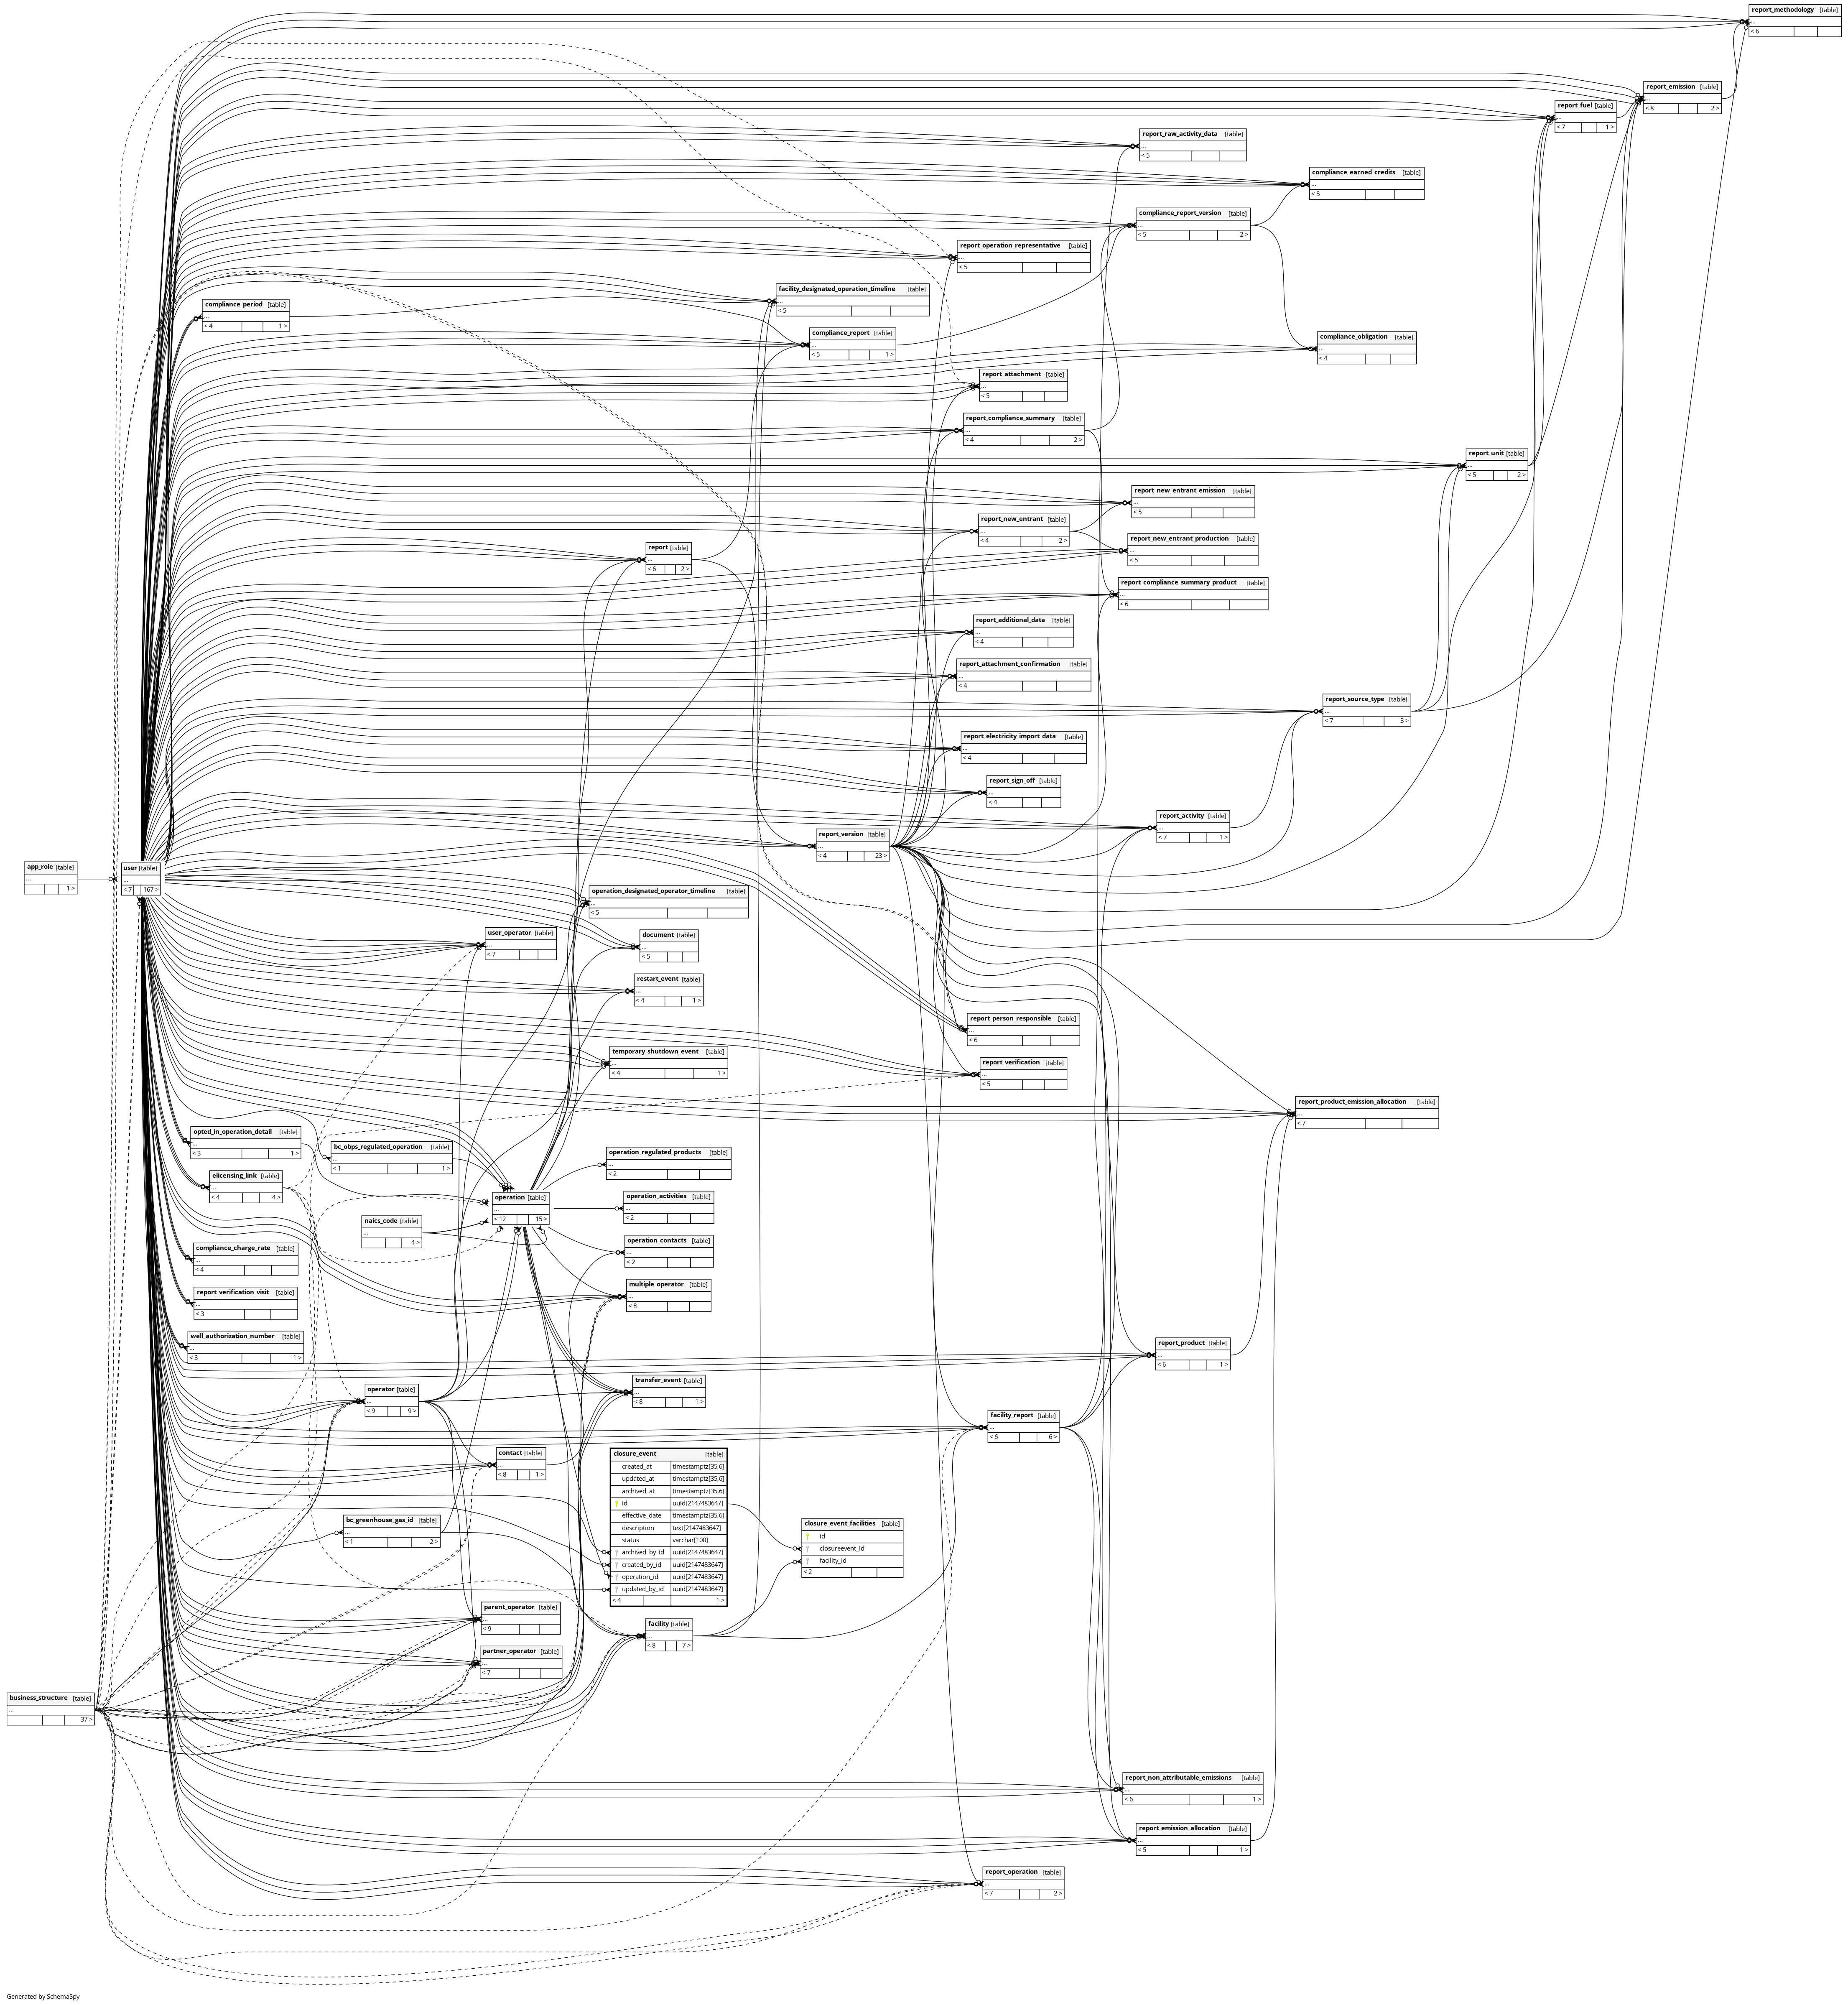 report_methodology [table]
...
< 6
report_emission [table]
...
< 8 2 >
report_fuel [table]
...
< 7 1 >
report_raw_activity_data [table]
...
< 5
compliance_earned_credits [table]
...
< 5
compliance_report_version [table]
...
< 5 2 >
report_operation_representative [table]
...
< 5
facility_designated_operation_timeline [table]
...
< 5
compliance_period [table]
...
< 4 1 >
compliance_report [table]
...
< 5 1 >
compliance_obligation [table]
...
< 4
report_attachment [table]
...
< 5
report_compliance_summary [table]
...
< 4 2 >
report_unit [table]
...
< 5 2 >
report_new_entrant_emission [table]
...
< 5
report_new_entrant [table]
...
< 4 2 >
report_new_entrant_production [table]
...
< 5
report [table]
...
< 6 2 >
report_compliance_summary_product [table]
...
< 6
report_additional_data [table]
...
< 4
report_attachment_confirmation [table]
...
< 4
report_source_type [table]
...
< 7 3 >
report_electricity_import_data [table]
...
< 4
report_sign_off [table]
...
< 4
report_activity [table]
...
< 7 1 >
report_version [table]
...
< 4 23 >
app_role [table]
...
1 >
user [table]
...
< 7 167 >
operation_designated_operator_timeline [table]
...
< 5
user_operator [table]
...
< 7
document [table]
...
< 5
restart_event [table]
...
< 4 1 >
report_person_responsible [table]
...
< 6
temporary_shutdown_event [table]
...
< 4 1 >
report_verification [table]
...
< 5
report_product_emission_allocation [table]
...
< 7
opted_in_operation_detail [table]
...
< 3 1 >
bc_obps_regulated_operation [table]
...
< 1 1 >
operation_regulated_products [table]
...
< 2
elicensing_link [table]
...
< 4 4 >
operation [table]
...
< 12 15 >
operation_activities [table]
...
< 2
naics_code [table]
...
4 >
operation_contacts [table]
...
< 2
compliance_charge_rate [table]
...
< 4
multiple_operator [table]
...
< 8
report_verification_visit [table]
...
< 3
well_authorization_number [table]
...
< 3 1 >
report_product [table]
...
< 6 1 >
operator [table]
...
< 9 9 >
transfer_event [table]
...
< 8 1 >
facility_report [table]
...
< 6 6 >
contact [table]
...
< 8 1 >
closure_event [table]
created_at timestamptz[35,6]
updated_at timestamptz[35,6]
archived_at timestamptz[35,6]
id uuid[2147483647]
effective_date timestamptz[35,6]
description text[2147483647]
status varchar[100]
archived_by_id uuid[2147483647]
created_by_id uuid[2147483647]
operation_id uuid[2147483647]
updated_by_id uuid[2147483647]
< 4 1 >
bc_greenhouse_gas_id [table]
...
< 1 2 >
closure_event_facilities [table]
id
closureevent_id
facility_id
< 2
parent_operator [table]
...
< 9
facility [table]
...
< 8 7 >
partner_operator [table]
...
< 7
business_structure [table]
...
37 >
report_non_attributable_emissions [table]
...
< 6 1 >
report_emission_allocation [table]
...
< 5 1 >
report_operation [table]
...
< 7 2 >
Generated by SchemaSpy